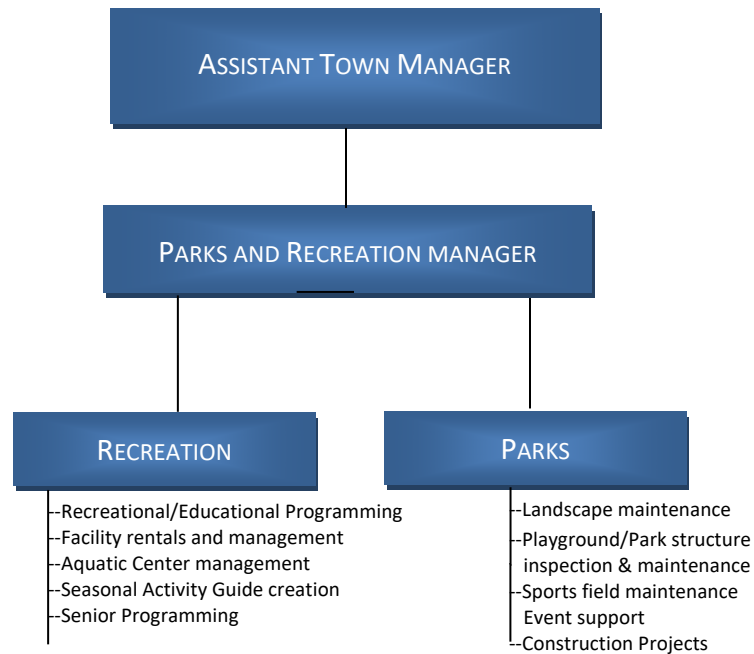 ASSISTANT TOWN MANAGER
PARKS AND RECREATION MANAGER
RECREATION
--Recreational/Educational Programming
--Facility rentals and management
--Aquatic Center management
--Seasonal Activity Guide creation
--Senior Programming
PARKS
--Landscape maintenance
--Playground/Park structure
inspection & maintenance
--Sports field maintenance
Event support
--Construction Projects